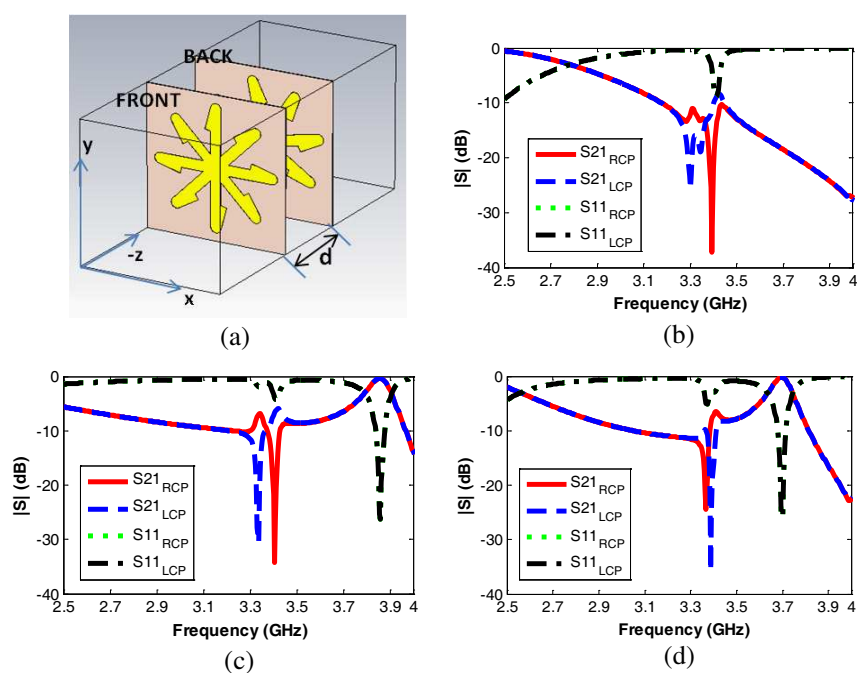 BACK
FRONT
y
-z
x
d
(a)
|S| (dB)
0
-10
-20
-30
-40
S21RCP
S21LCP
S11RCP
S11LCP
2.5 2.7 2.9 3.1 3.3 3.5 3.7 3.9 4
Frequency (GHz)
(b)
|S| (dB)
0
-10
-20
-30
-40
S21RCP
S21LCP
S11RCP
S11LCP
2.5 2.7 2.9 3.1 3.3 3.5 3.7 3.9 4
Frequency (GHz)
(c)
|S| (dB)
0
-10
-20
-30
-40
S21RCP
S21LCP
S11RCP
S11LCP
2.5 2.7 2.9 3.1 3.3 3.5 3.7 3.9 4
Frequency (GHz)
(d)